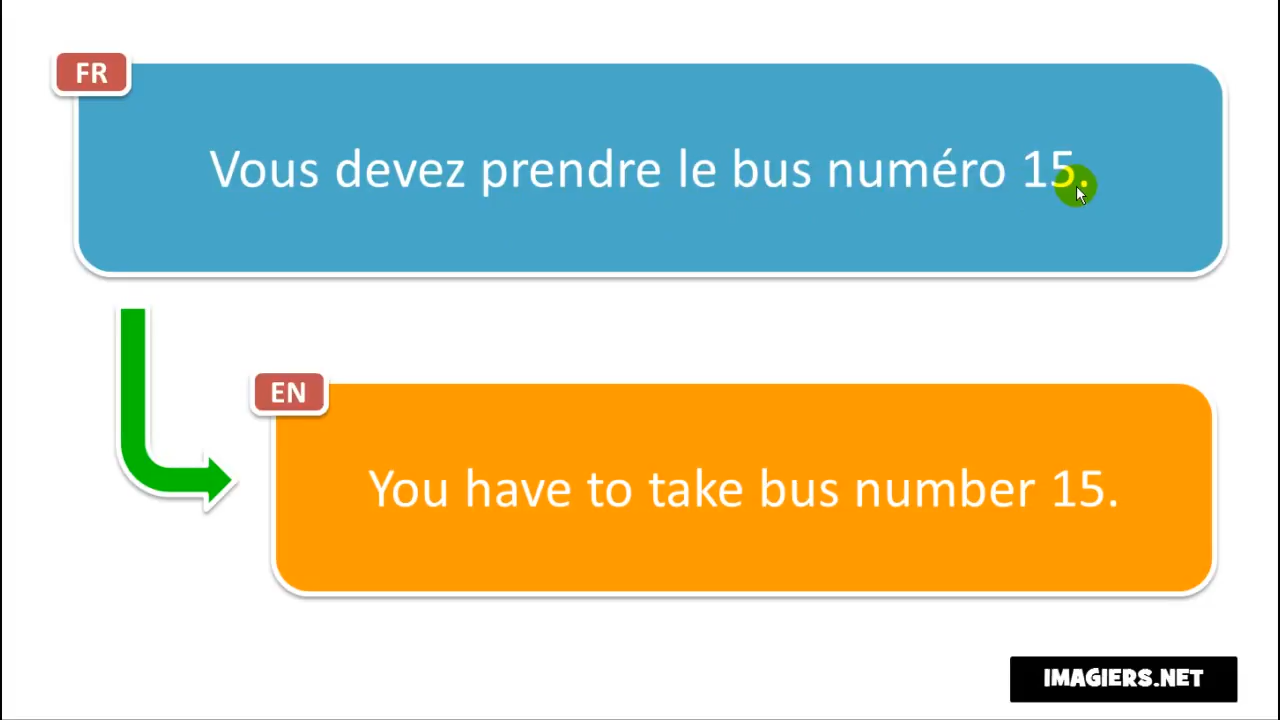 FR
Vous devez prendre le bus numéro 15.
EN
You have to take bus number 15.
IMAGIERS.NET